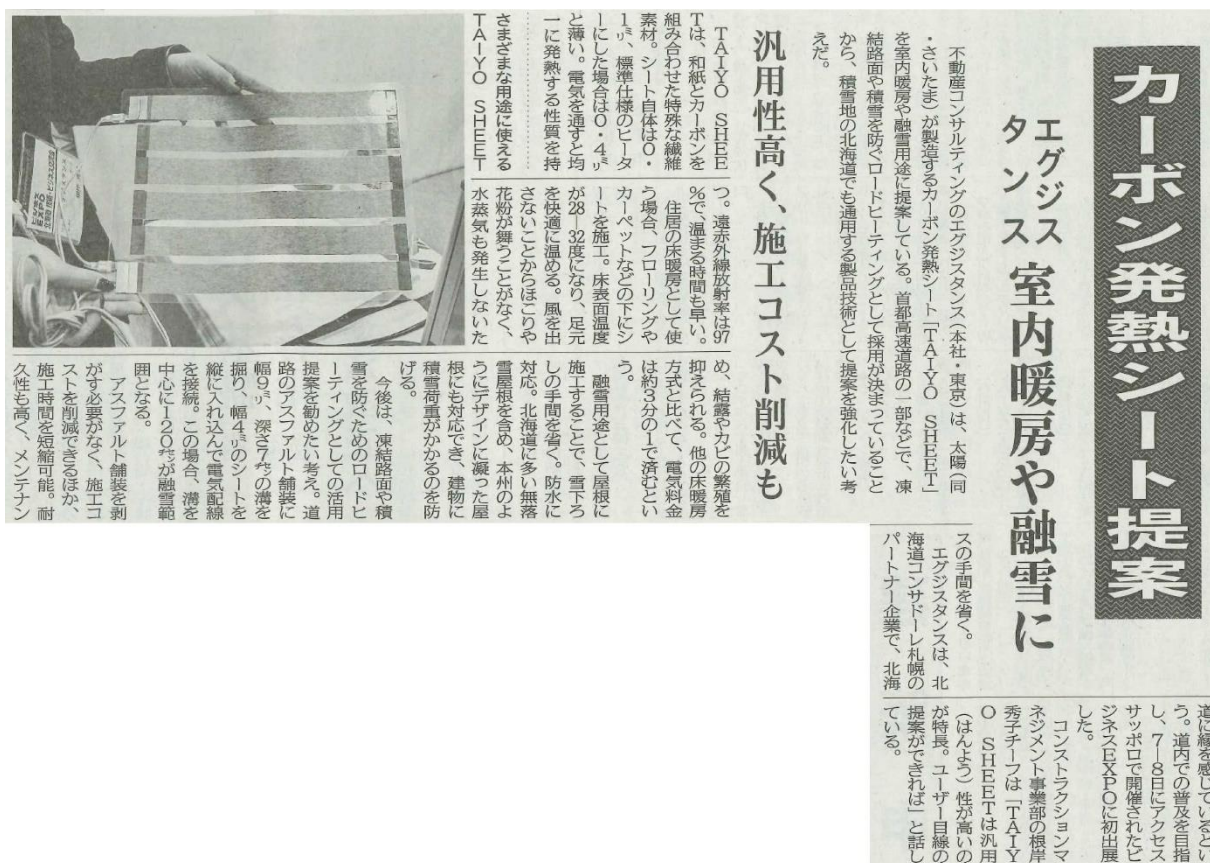 カーボン発熱シート提案
エグジス
タンス
室内暖房や融雪に
不動産コンサルティングのエグジスタンス(本社・東京)は、太陽(同
・さいたま)が製造するカーボン発熱シート「TAIYO SHEET」
を室内暖房や融雪用途に提案している。首都高速道路の一部などで、凍
結路面や積雪を防ぐロードヒーティングとして採用が決まっていること
から、積雪地の北海道でも通用する製品技術として提案を強化したい考
えだ。
汎用性高く、施工コスト削減も
TAIYO SHEE
Tは、和紙とカーボンを
組み合わせた特殊な繊維
素材。シート自体は0・
1㍉、標準仕様のヒータ
ーにした場合は0・4㍉
と薄い。電気を通すと均
一に発熱する性質を持
さまざまな用途に使える
TAIYO SHEET
つ。遠赤外線放射率は97
%で、温まる時間も早い。
住居の床暖房として使
う場合、フローリングや
カーペットなどの下にシ
ートを施工。床表面温度
が28―32度になり、足元
を快適に温める。風を出
さないことからほこりや
花粉が舞うことがなく、
水蒸気も発生しないた
め、結露やカビの繁殖を
抑えられる。他の床暖房
方式と比べて、電気料金
は約3分の1で済むとい
う。
融雪用途として屋根に
施工することで、雪下ろ
しの手間を省く。防水に
対応。北海道に多い無落
雪屋根を含め、本州のよ
うにデザインに凝った屋
根にも対応でき、建物に
積雪荷重がかかるのを防
げる。
今後は、凍結路面や積
雪を防ぐためのロードヒ
ーティングとしての活用
提案を勧めたい考え。道
路のアスファルト舗装に
幅9㍉、深さ7㌢の溝を
掘り、幅4㌢のシートを
縦に入れ込んで電気配線
を接続。この場合、溝を
中心に120㌢が融雪範
囲となる。
アスファルト舗装を剥
がす必要がなく、施工コ
ストを削減できるほか、
施工時間を短縮可能。耐
久性も高く、メンテナン
スの手間を省く。
エグジスタンスは、北
海道コンサドーレ札幌の
パートナー企業で、北海
道に縁を感じているとい
う。道内での普及を目指
し、7―8日にアクセス
サッポロで開催されたビ
ジネスEXPOに初出展
した。
コンストラクションマ
ネジメント事業部の根岸
秀子チーフは「TAIY
O SHEETは汎用
(はんよう)性が高いの
が特長。ユーザー目線の
提案ができれば」と話し
ている。